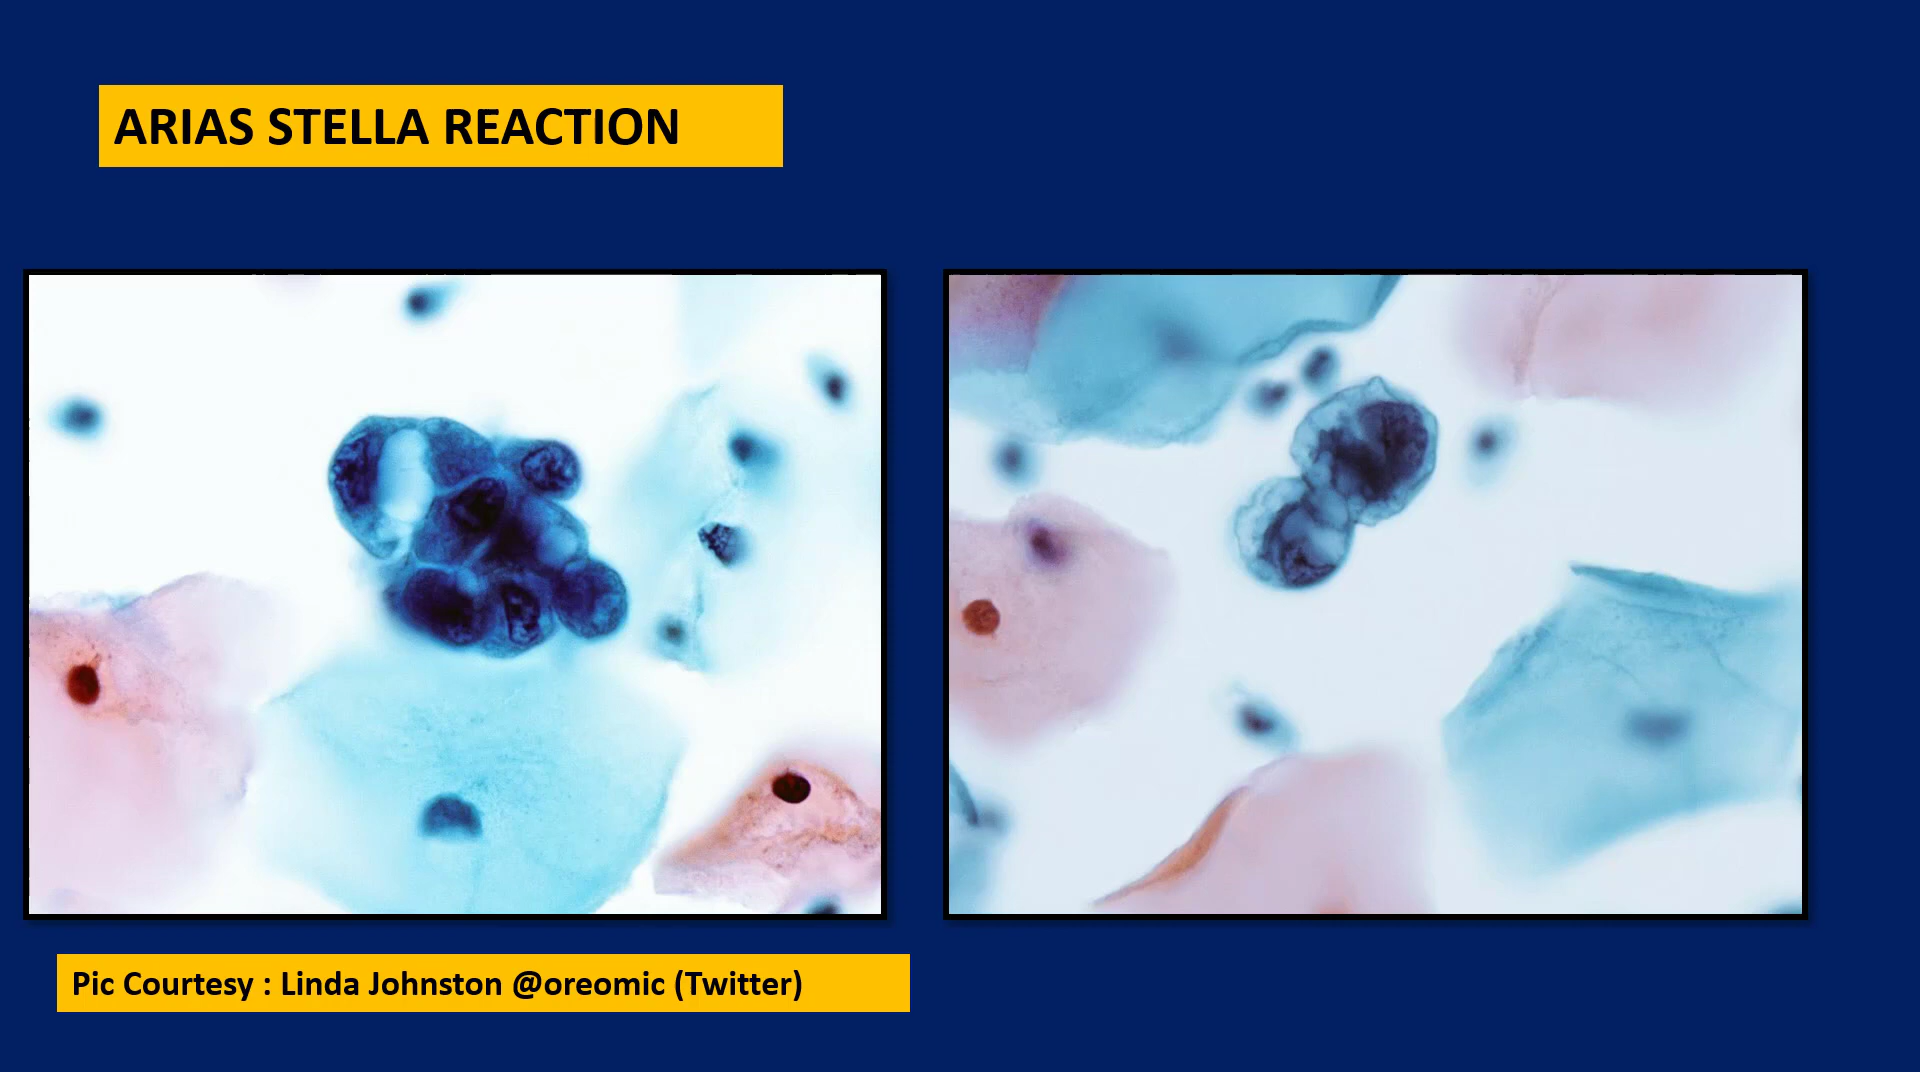 ARIAS STELLA REACTION
Pic Courtesy : Linda Johnston @oreomic (Twitter)